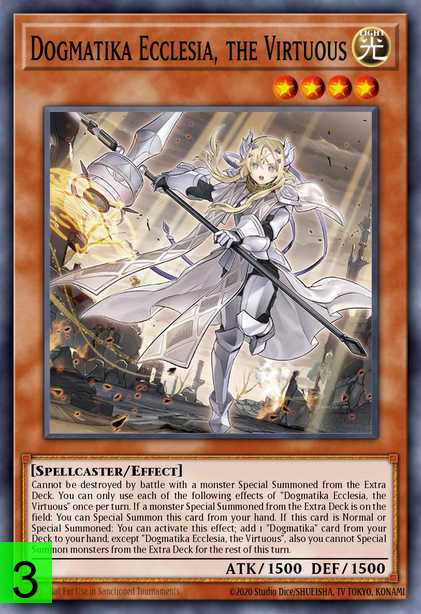 DOGMATIKA ECCLESIA, THE VIRTUOUS
LIGHT
光
[SPELLCASTER/EFFECT]
Cannot be destroyed by battle with a monster Special Summoned from the Extra
Deck. You can only use each of the following effects of "Dogmatika Ecclesia, the
Virtuous" once per turn. If a monster Special Summoned from the Extra Deck is on the
field: You can Special Summon this card from your hand. If this card is Normal or
Special Summoned: You can activate this effect; add 1 "Dogmatika" card from your
Deck to your hand, except "Dogmatika Ecclesia, the Virtuous", also you cannot Special
Summon monsters from the Extra Deck for the rest of this turn.
ATK/1500 DEF/1500
3
For Use in Sanctioned Tournaments
©2020 Studio Dice/SHUEISHA, TV TOKYO, KONAMI